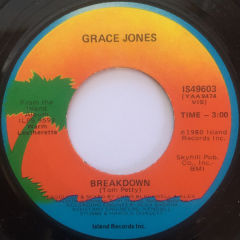 GRACE JONES
IS49603
(YAA 9474
VIS)
From the
Island
Album
Warm
Leatherette
TIME - 3:00
℗1980 Island
Records Inc.
Skyhill Pub.
Co., Inc.-
BMI
BREAKDOWN
(Tom Petty)
Island Records Inc.